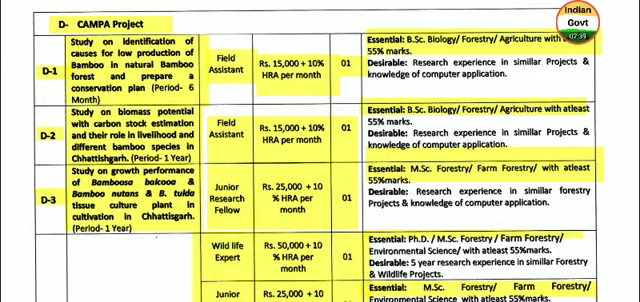 D- CAMPA Project
Indian
Govt
02:39
D-1
Study on identification of
causes for low production of
Bamboo in natural Bamboo
forest and prepare a
conservation plan (Period- 6
Month)
Field
Assistant
Rs. 15,000 + 10%
HRA per month
01
Essential: B.Sc. Biology/ Forestry/ Agriculture with
55% marks.
Desirable: Research experience in simillar Projects &
knowledge of computer application.
D-2
Study on biomass potential
with carbon stock estimation
and their role in livelihood and
different bamboo species in
Chhattishgarh. (Period- 1 Year)
Field
Assistant
Rs. 15,000 + 10%
HRA per month
01
Essential: B.Sc. Biology/ Forestry/ Agriculture with atleast
55% marks.
Desirable: Research experience in simillar Projects &
knowledge of computer application.
D-3
Study on growth performance
of Bamboosa bakooa &
Bamboo nutans & B. tulda
tissue culture plant in
cultivation in Chhattisgarh.
(Period- 1 Year)
Junior
Research
Fellow
Rs. 25,000 + 10
% HRA per
month
01
Essential: M.Sc. Forestry/ Farm Forestry/ with atleast
55%marks.
Desirable: Research experience in simillar forestry
Projects & knowledge of computer application.
Wild life
Expert
Rs. 50,000 + 10
% HRA per
month
01
Essential: Ph.D. / M.Sc. Forestry / Farm Forestry/
Environmental Science/ with atleast 55%marks.
Desirable: 5 year research experience in simillar Forestry
& Wildlife Projects.
Junior
Rs. 25,000 + 10
Essential: M.Sc. Forestry/ Farm Forestry/
Environmental Science with atleast 55%marks.